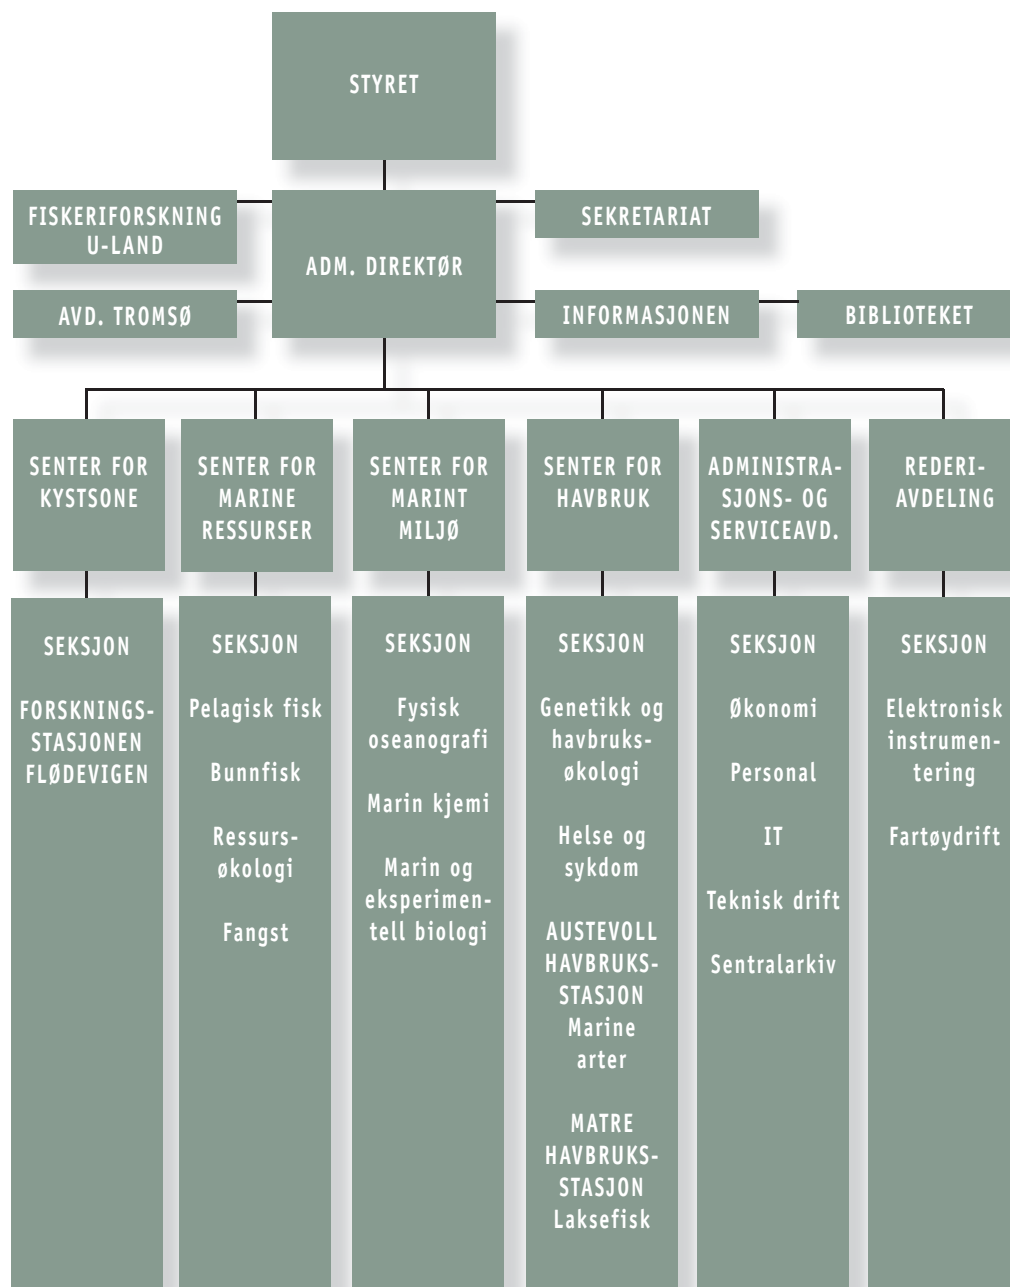 STYRET
FISKERIFORSKNING
U-LAND
ADM. DIREKTØR
SEKRETARIAT
AVD. TROMSØ
INFORMASJONEN
BIBLIOTEKET
SENTER FOR
KYSTSONE
SENTER FOR
MARINE
RESSURSER
SENTER FOR
MARINT
MILJØ
SENTER FOR
HAVBRUK
ADMINISTRA-
SJONS- OG
SERVICEAVD.
REDERI-
AVDELING
SEKSJON
FORSKNINGS-
STASJONEN
FLØDEVIGEN
SEKSJON
Pelagisk fisk
Bunnfisk
Ressurs-
økologi
Fangst
SEKSJON
Fysisk
oseanografi
Marin kjemi
Marin og
eksperimen-
tell biologi
SEKSJON
Genetikk og
havbruks-
økologi
Helse og
sykdom
AUSTEVOLL
HAVBRUKS-
STASJON
Marine
arter
MATRE
HAVBRUKS-
STASJON
Laksefisk
SEKSJON
Økonomi
Personal
IT
Teknisk drift
Sentralarkiv
SEKSJON
Elektronisk
instrumen-
tering
Fartøydrift